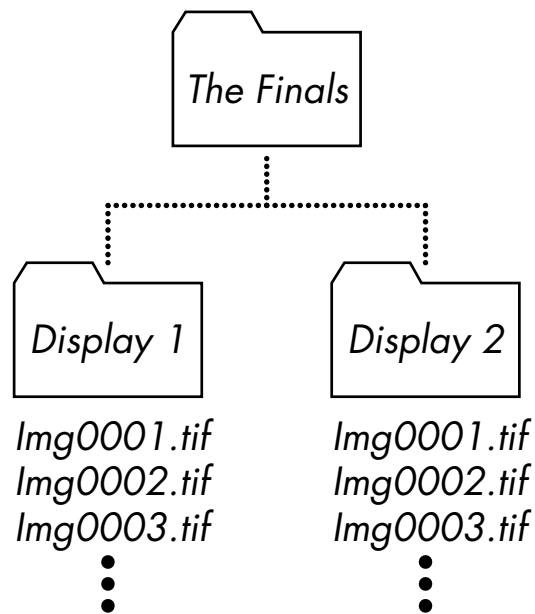 The Finals
Display 1
Img0001.tif
Img0002.tif
Img0003.tif
Display 2
Img0001.tif
Img0002.tif
Img0003.tif